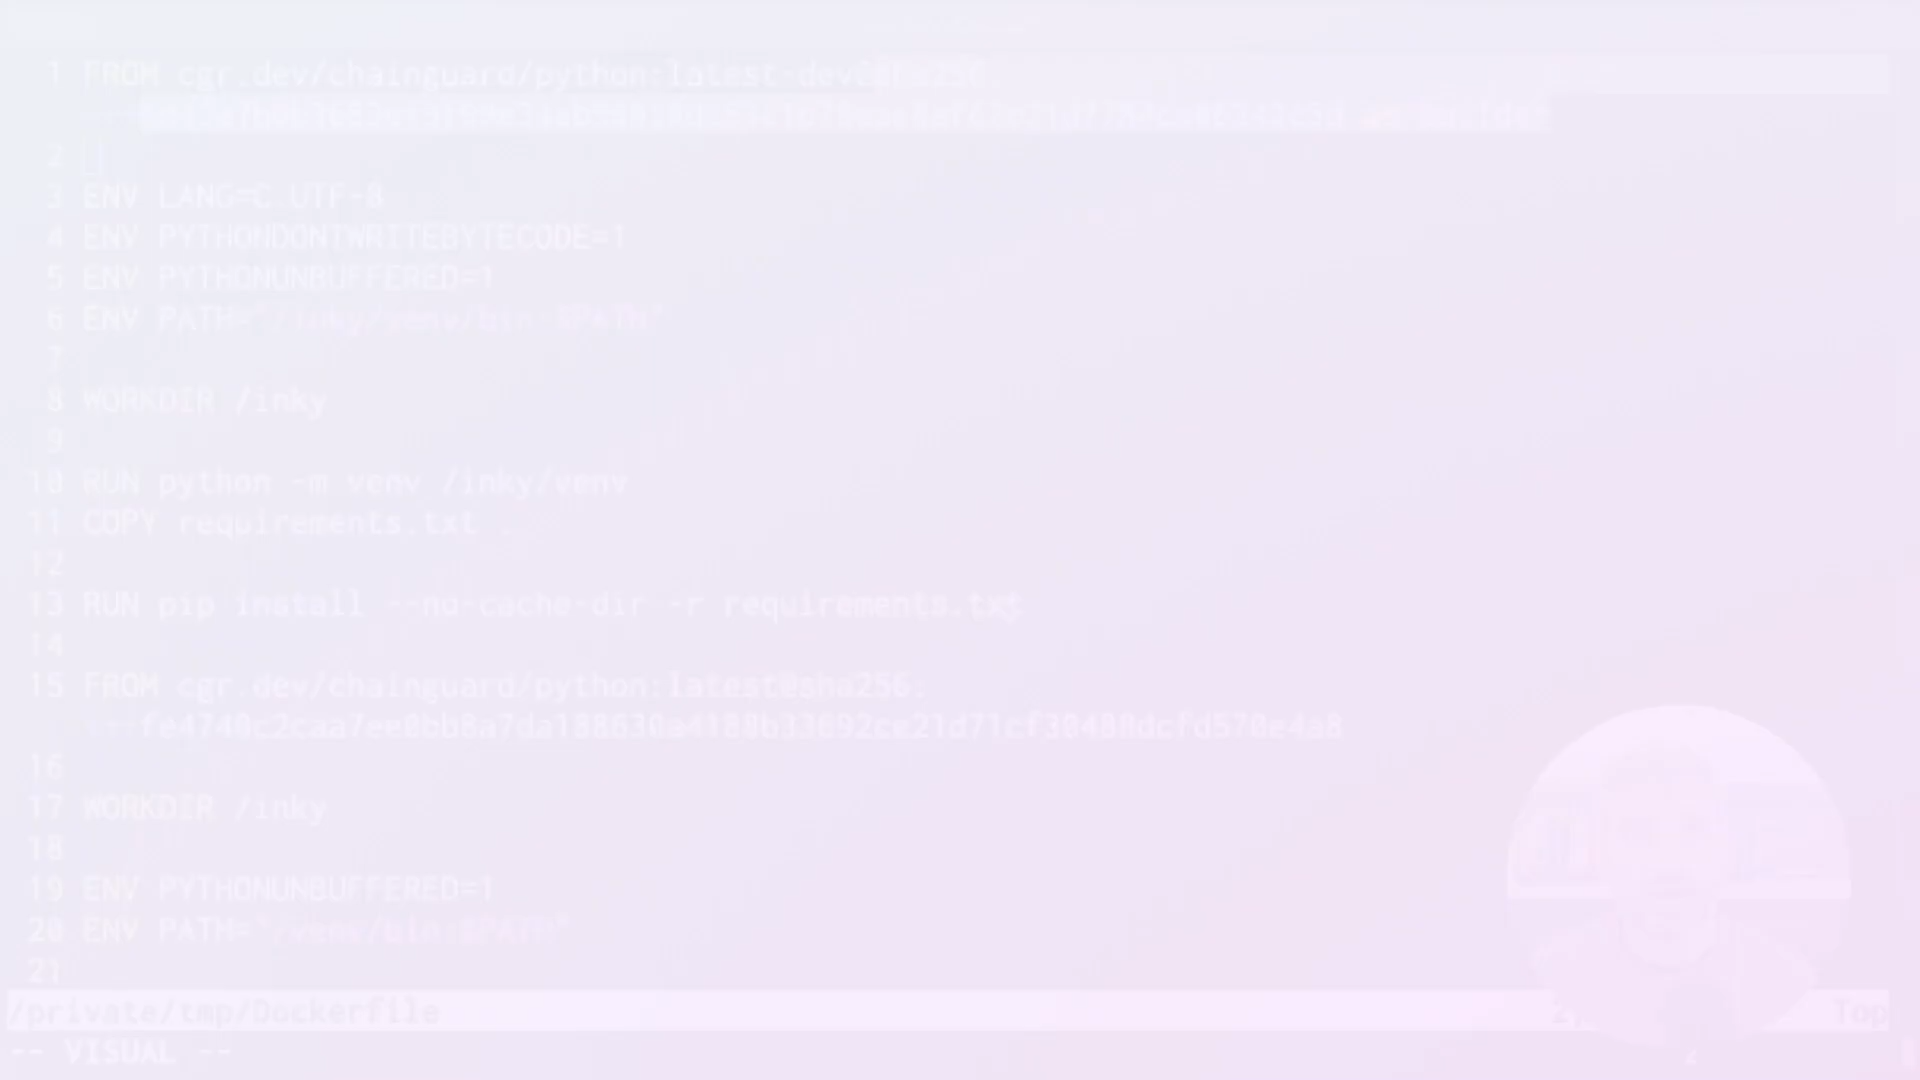 1 FROM cgr.dev/chainguard/python:latest-dev@sha256:
2
3 ENV LANG=C.UTF-8
4 ENV PYTHONDONTWRITEBYTECODE=1
5 ENV PYTHONUNBUFFERED=1
6 ENV PATH="/inky/venv/bin:$PATH"
7
8 WORKDIR /inky
9
10 RUN python -m venv /inky/venv
11 COPY requirements.txt .
12
13 RUN pip install --no-cache-dir -r requirements.txt
14
15 FROM cgr.dev/chainguard/python:latest@sha256:
---fe4740c2caa7ee0bb8a7da188630a4180b33692ce21d71cf30480dcfd570e4a8
16
17 WORKDIR /inky
18
19 ENV PYTHONUNBUFFERED=1
20 ENV PATH="/venv/bin:$PATH"
21
/private/tmp/Dockerfile Top
-- VISUAL --